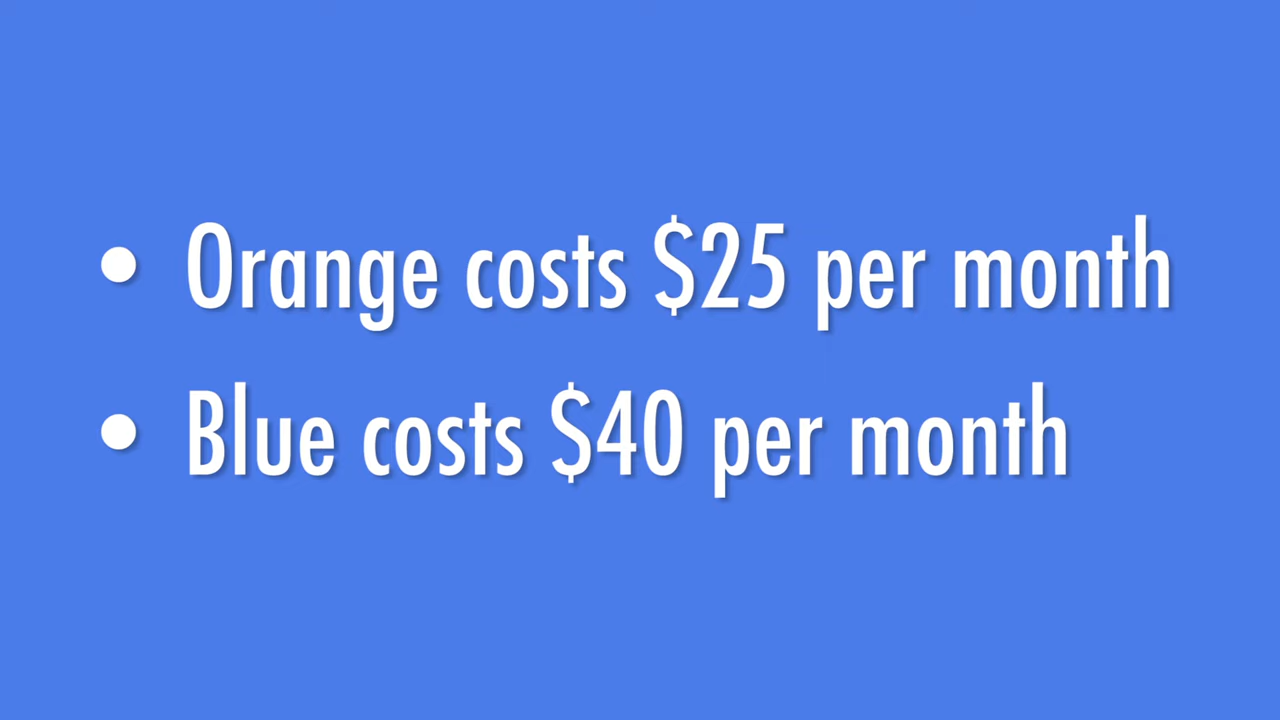 • Orange costs $25 per month
• Blue costs $40 per month